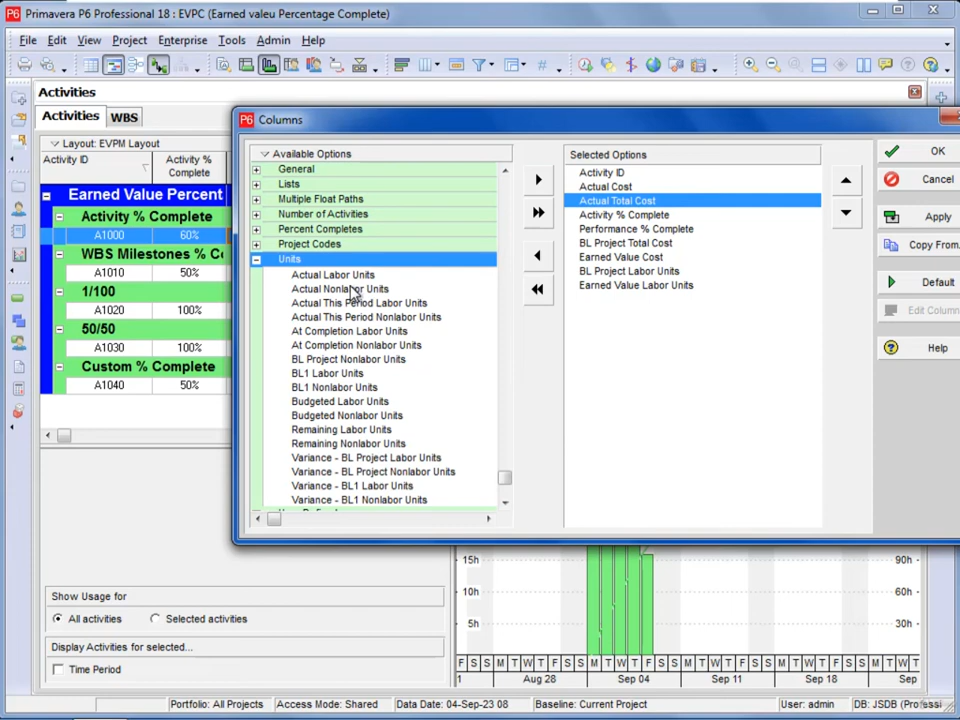 P6 Primavera P6 Professional 18 : EVPC (Earned valeu Percentage Complete)
File Edit View Project Enterprise Tools Admin Help
Activities
Activities WBS
Layout: EVPM Layout
Activity ID Activity % Complete
Earned Value Percent
Activity % Complete
A1000 60%
WBS Milestones % Co
A1010 50%
1/100
A1020 100%
50/50
A1030 100%
Custom % Complete
A1040 50%
P6 Columns
Available Options
General
Lists
Multiple Float Paths
Number of Activities
Percent Completes
Project Codes
Units
Actual Labor Units
Actual Nonlabor Units
Actual This Period Labor Units
Actual This Period Nonlabor Units
At Completion Labor Units
At Completion Nonlabor Units
BL Project Nonlabor Units
BL1 Labor Units
BL1 Nonlabor Units
Budgeted Labor Units
Budgeted Nonlabor Units
Remaining Labor Units
Remaining Nonlabor Units
Variance - BL Project Labor Units
Variance - BL Project Nonlabor Units
Variance - BL1 Labor Units
Variance - BL1 Nonlabor Units
Selected Options
Activity ID
Actual Cost
Actual Total Cost
Activity % Complete
Performance % Complete
BL Project Total Cost
Earned Value Cost
BL Project Labor Units
Earned Value Labor Units
OK
Cancel
Apply
Copy From.
Default
Edit Column
Help
Show Usage for
All activities Selected activities
Display Activities for selected...
Time Period
15h 90h
10h 60h
5h 30h
F S S M T W T F S S M T W T F S S M T W T F S S M T W T F S S M T W T
1 Aug 28 Sep 04 Sep 11 Sep 18 Sep
Portfolio: All Projects Access Mode: Shared Data Date: 04-Sep-23 08 Baseline: Current Project User: admin DB: JSDB (Professi